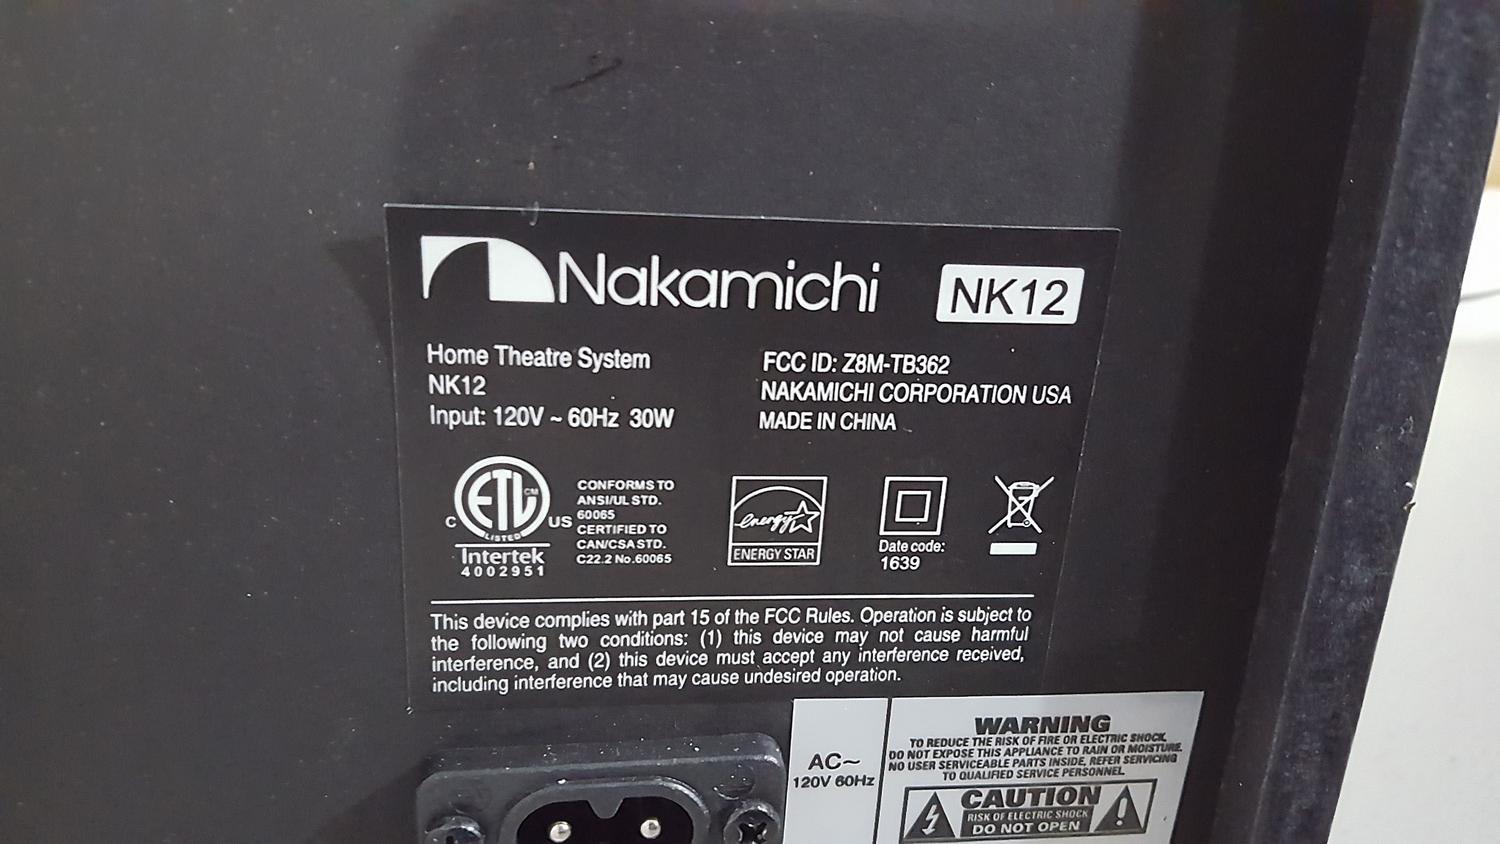 Nakamichi NK12
Home Theatre System
NK12
Input: 120V ~ 60Hz 30W
FCC ID: Z8M-TB362
NAKAMICHI CORPORATION USA
MADE IN CHINA
ETL CM
LISTED
C US
Intertek
4002951
CONFORMS TO
ANSI/UL STD.
60065
CERTIFIED TO
CAN/CSA STD.
C22.2 No.60065
energy
ENERGY STAR
Date code:
1639
This device complies with part 15 of the FCC Rules. Operation is subject to
the following two conditions: (1) this device may not cause harmful
interference, and (2) this device must accept any interference received,
including interference that may cause undesired operation.
AC~
120V 60Hz
WARNING
TO REDUCE THE RISK OF FIRE OR ELECTRIC SHOCK,
DO NOT EXPOSE THIS APPLIANCE TO RAIN OR MOISTURE.
NO USER SERVICEABLE PARTS INSIDE, REFER SERVICING
TO QUALIFIED SERVICE PERSONNEL.
CAUTION
RISK OF ELECTRIC SHOCK
DO NOT OPEN